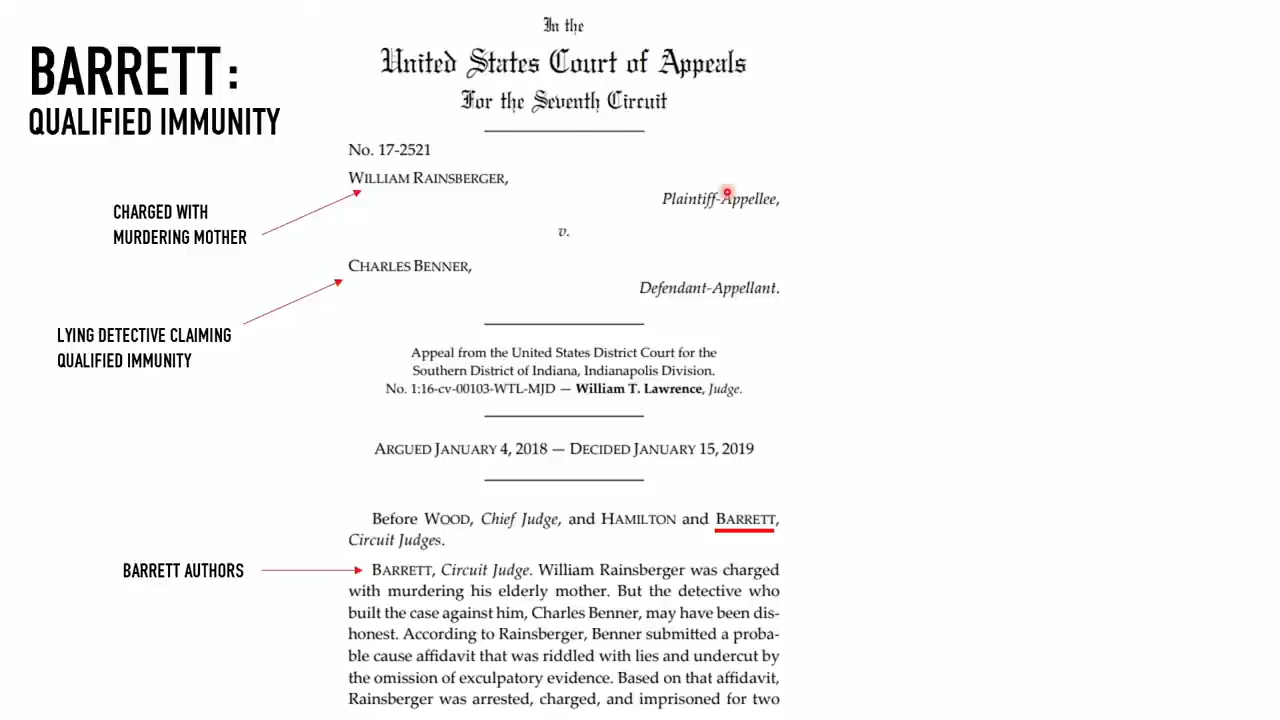 BARRETT:
QUALIFIED IMMUNITY
In the
United States Court of Appeals
For the Seventh Circuit
No. 17-2521
WILLIAM RAINSBERGER,
Plaintiff-Appellee,
v.
CHARLES BENNER,
Defendant-Appellant.
CHARGED WITH
MURDERING MOTHER
LYING DETECTIVE CLAIMING
QUALIFIED IMMUNITY
Appeal from the United States District Court for the
Southern District of Indiana, Indianapolis Division.
No. 1:16-cv-00103-WTL-MJD — William T. Lawrence, Judge.
ARGUED JANUARY 4, 2018 — DECIDED JANUARY 15, 2019
Before WOOD, Chief Judge, and HAMILTON and BARRETT,
Circuit Judges.
BARRETT AUTHORS
BARRETT, Circuit Judge. William Rainsberger was charged
with murdering his elderly mother. But the detective who
built the case against him, Charles Benner, may have been dis-
honest. According to Rainsberger, Benner submitted a proba-
ble cause affidavit that was riddled with lies and undercut by
the omission of exculpatory evidence. Based on that affidavit,
Rainsberger was arrested, charged, and imprisoned for two